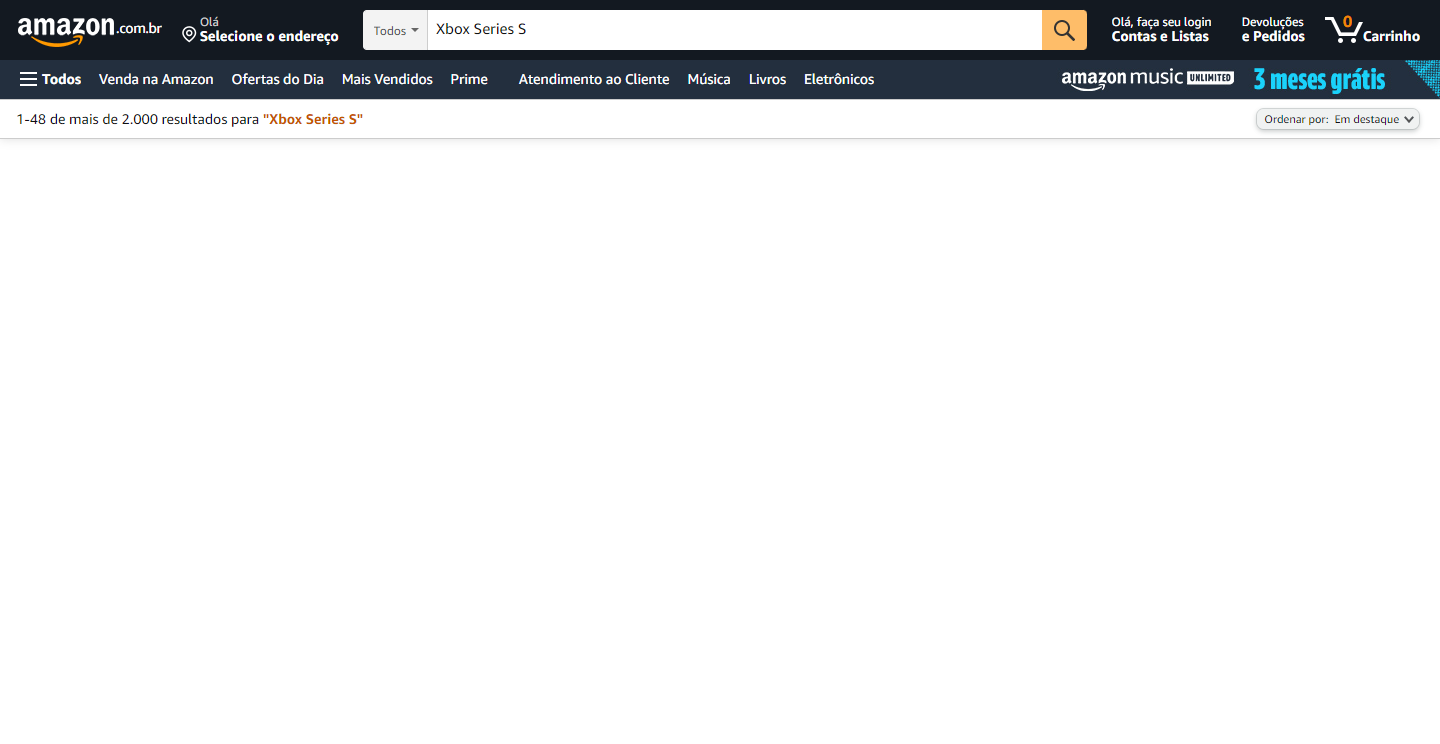 amazon.com.br
Olá
Selecione o endereço
Todos
Xbox Series S
Olá, faça seu login
Contas e Listas
Devoluções
e Pedidos
0
Carrinho
Todos
Venda na Amazon
Ofertas do Dia
Mais Vendidos
Prime
Atendimento ao Cliente
Música
Livros
Eletrônicos
amazon music UNLIMITED
3 meses grátis
1-48 de mais de 2.000 resultados para "Xbox Series S"
Ordenar por: Em destaque